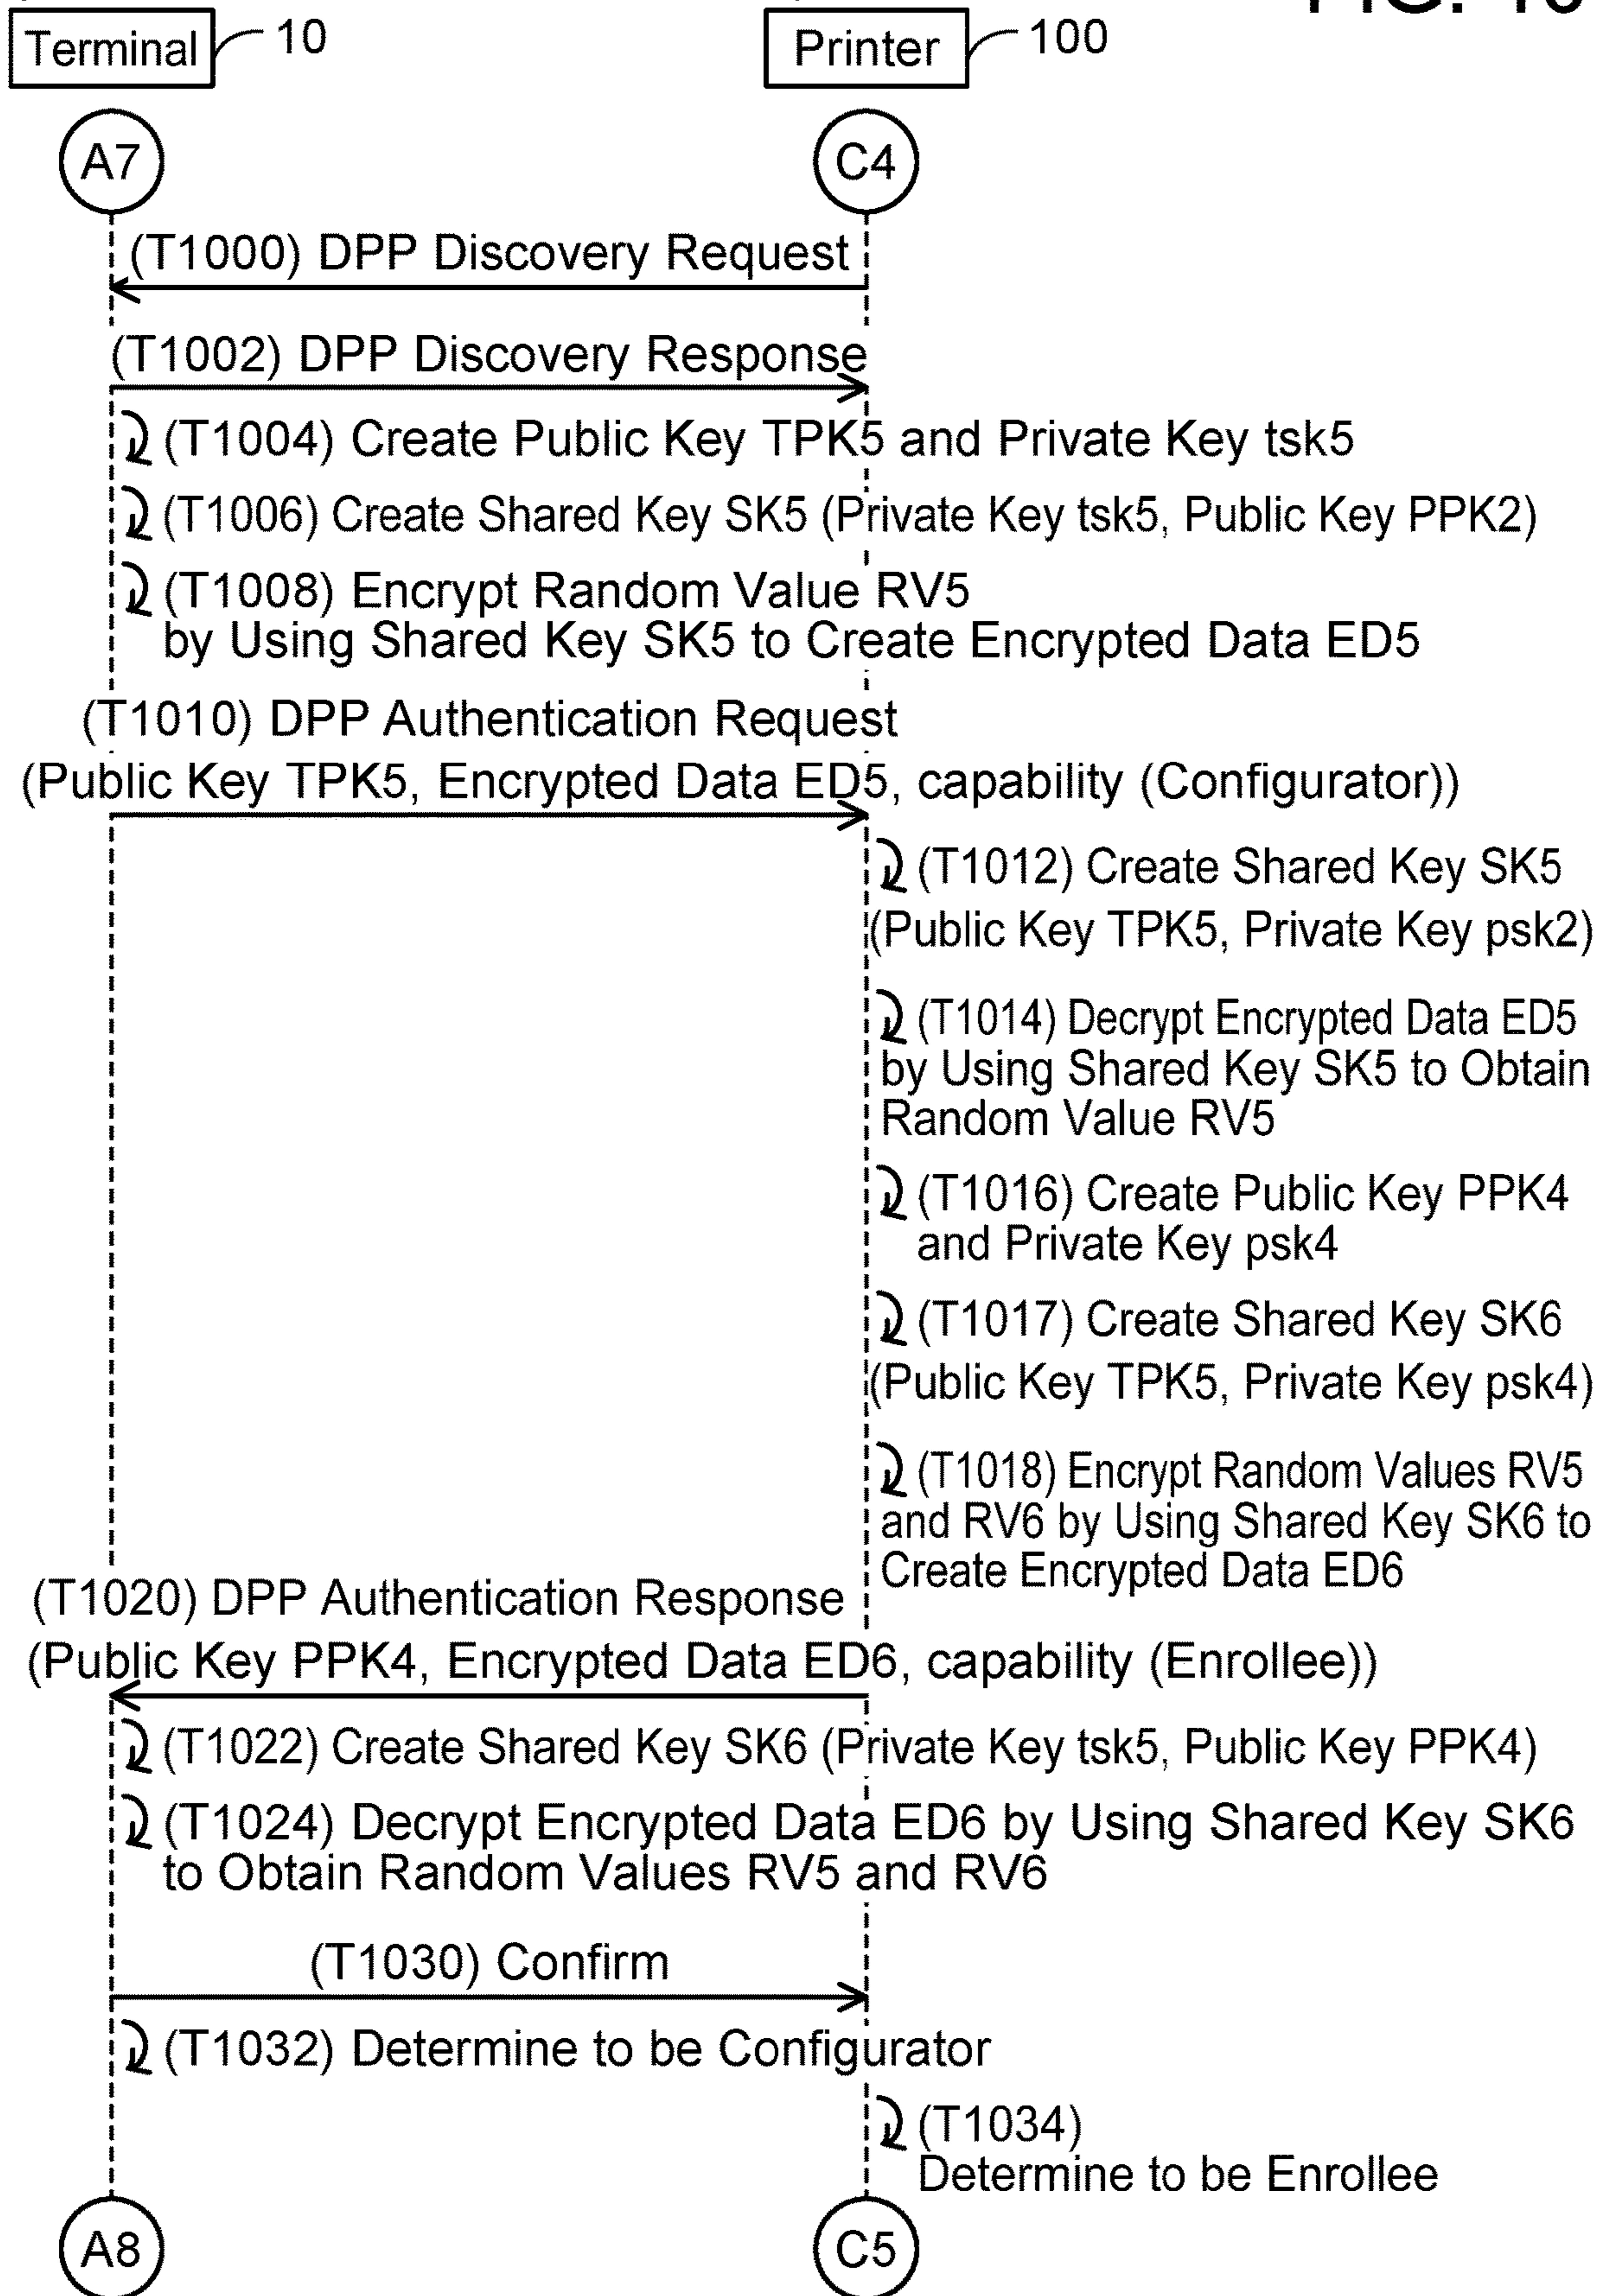 FIG. 10
Terminal 10
Printer 100
A7
C4
(T1000) DPP Discovery Request
(T1002) DPP Discovery Response
(T1004) Create Public Key TPK5 and Private Key tsk5
(T1006) Create Shared Key SK5 (Private Key tsk5, Public Key PPK2)
(T1008) Encrypt Random Value RV5
by Using Shared Key SK5 to Create Encrypted Data ED5
(T1010) DPP Authentication Request
(Public Key TPK5, Encrypted Data ED5, capability (Configurator))
(T1012) Create Shared Key SK5
(Public Key TPK5, Private Key psk2)
(T1014) Decrypt Encrypted Data ED5
by Using Shared Key SK5 to Obtain
Random Value RV5
(T1016) Create Public Key PPK4
and Private Key psk4
(T1017) Create Shared Key SK6
(Public Key TPK5, Private Key psk4)
(T1018) Encrypt Random Values RV5
and RV6 by Using Shared Key SK6 to
Create Encrypted Data ED6
(T1020) DPP Authentication Response
(Public Key PPK4, Encrypted Data ED6, capability (Enrollee))
(T1022) Create Shared Key SK6 (Private Key tsk5, Public Key PPK4)
(T1024) Decrypt Encrypted Data ED6 by Using Shared Key SK6
to Obtain Random Values RV5 and RV6
(T1030) Confirm
(T1032) Determine to be Configurator
(T1034)
Determine to be Enrollee
A8
C5